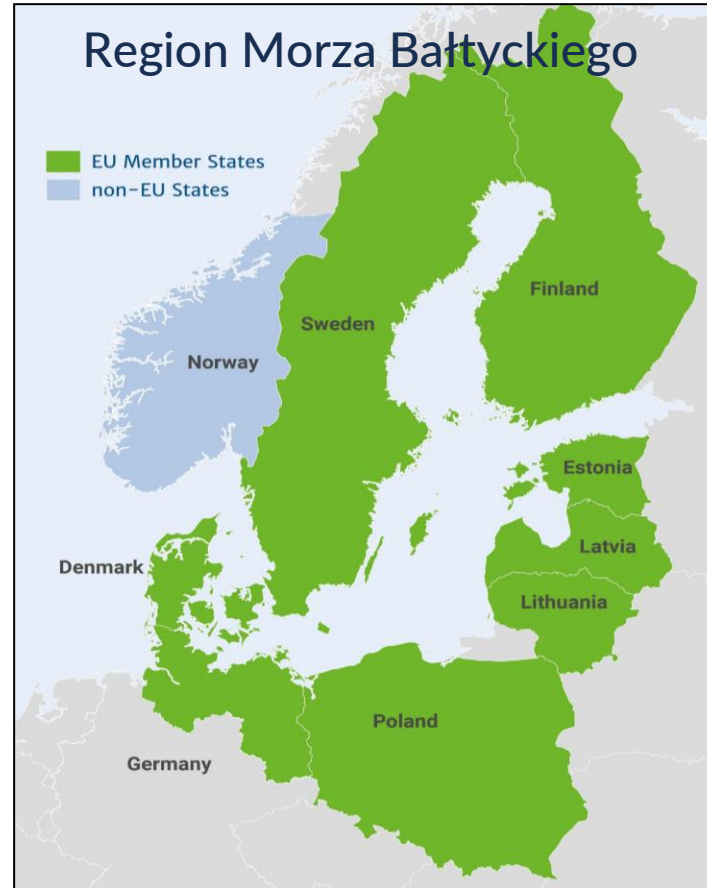 Region Morza Bałtyckiego
EU Member States
non-EU States
Finland
Sweden
Norway
Estonia
Latvia
Denmark
Lithuania
Poland
Germany